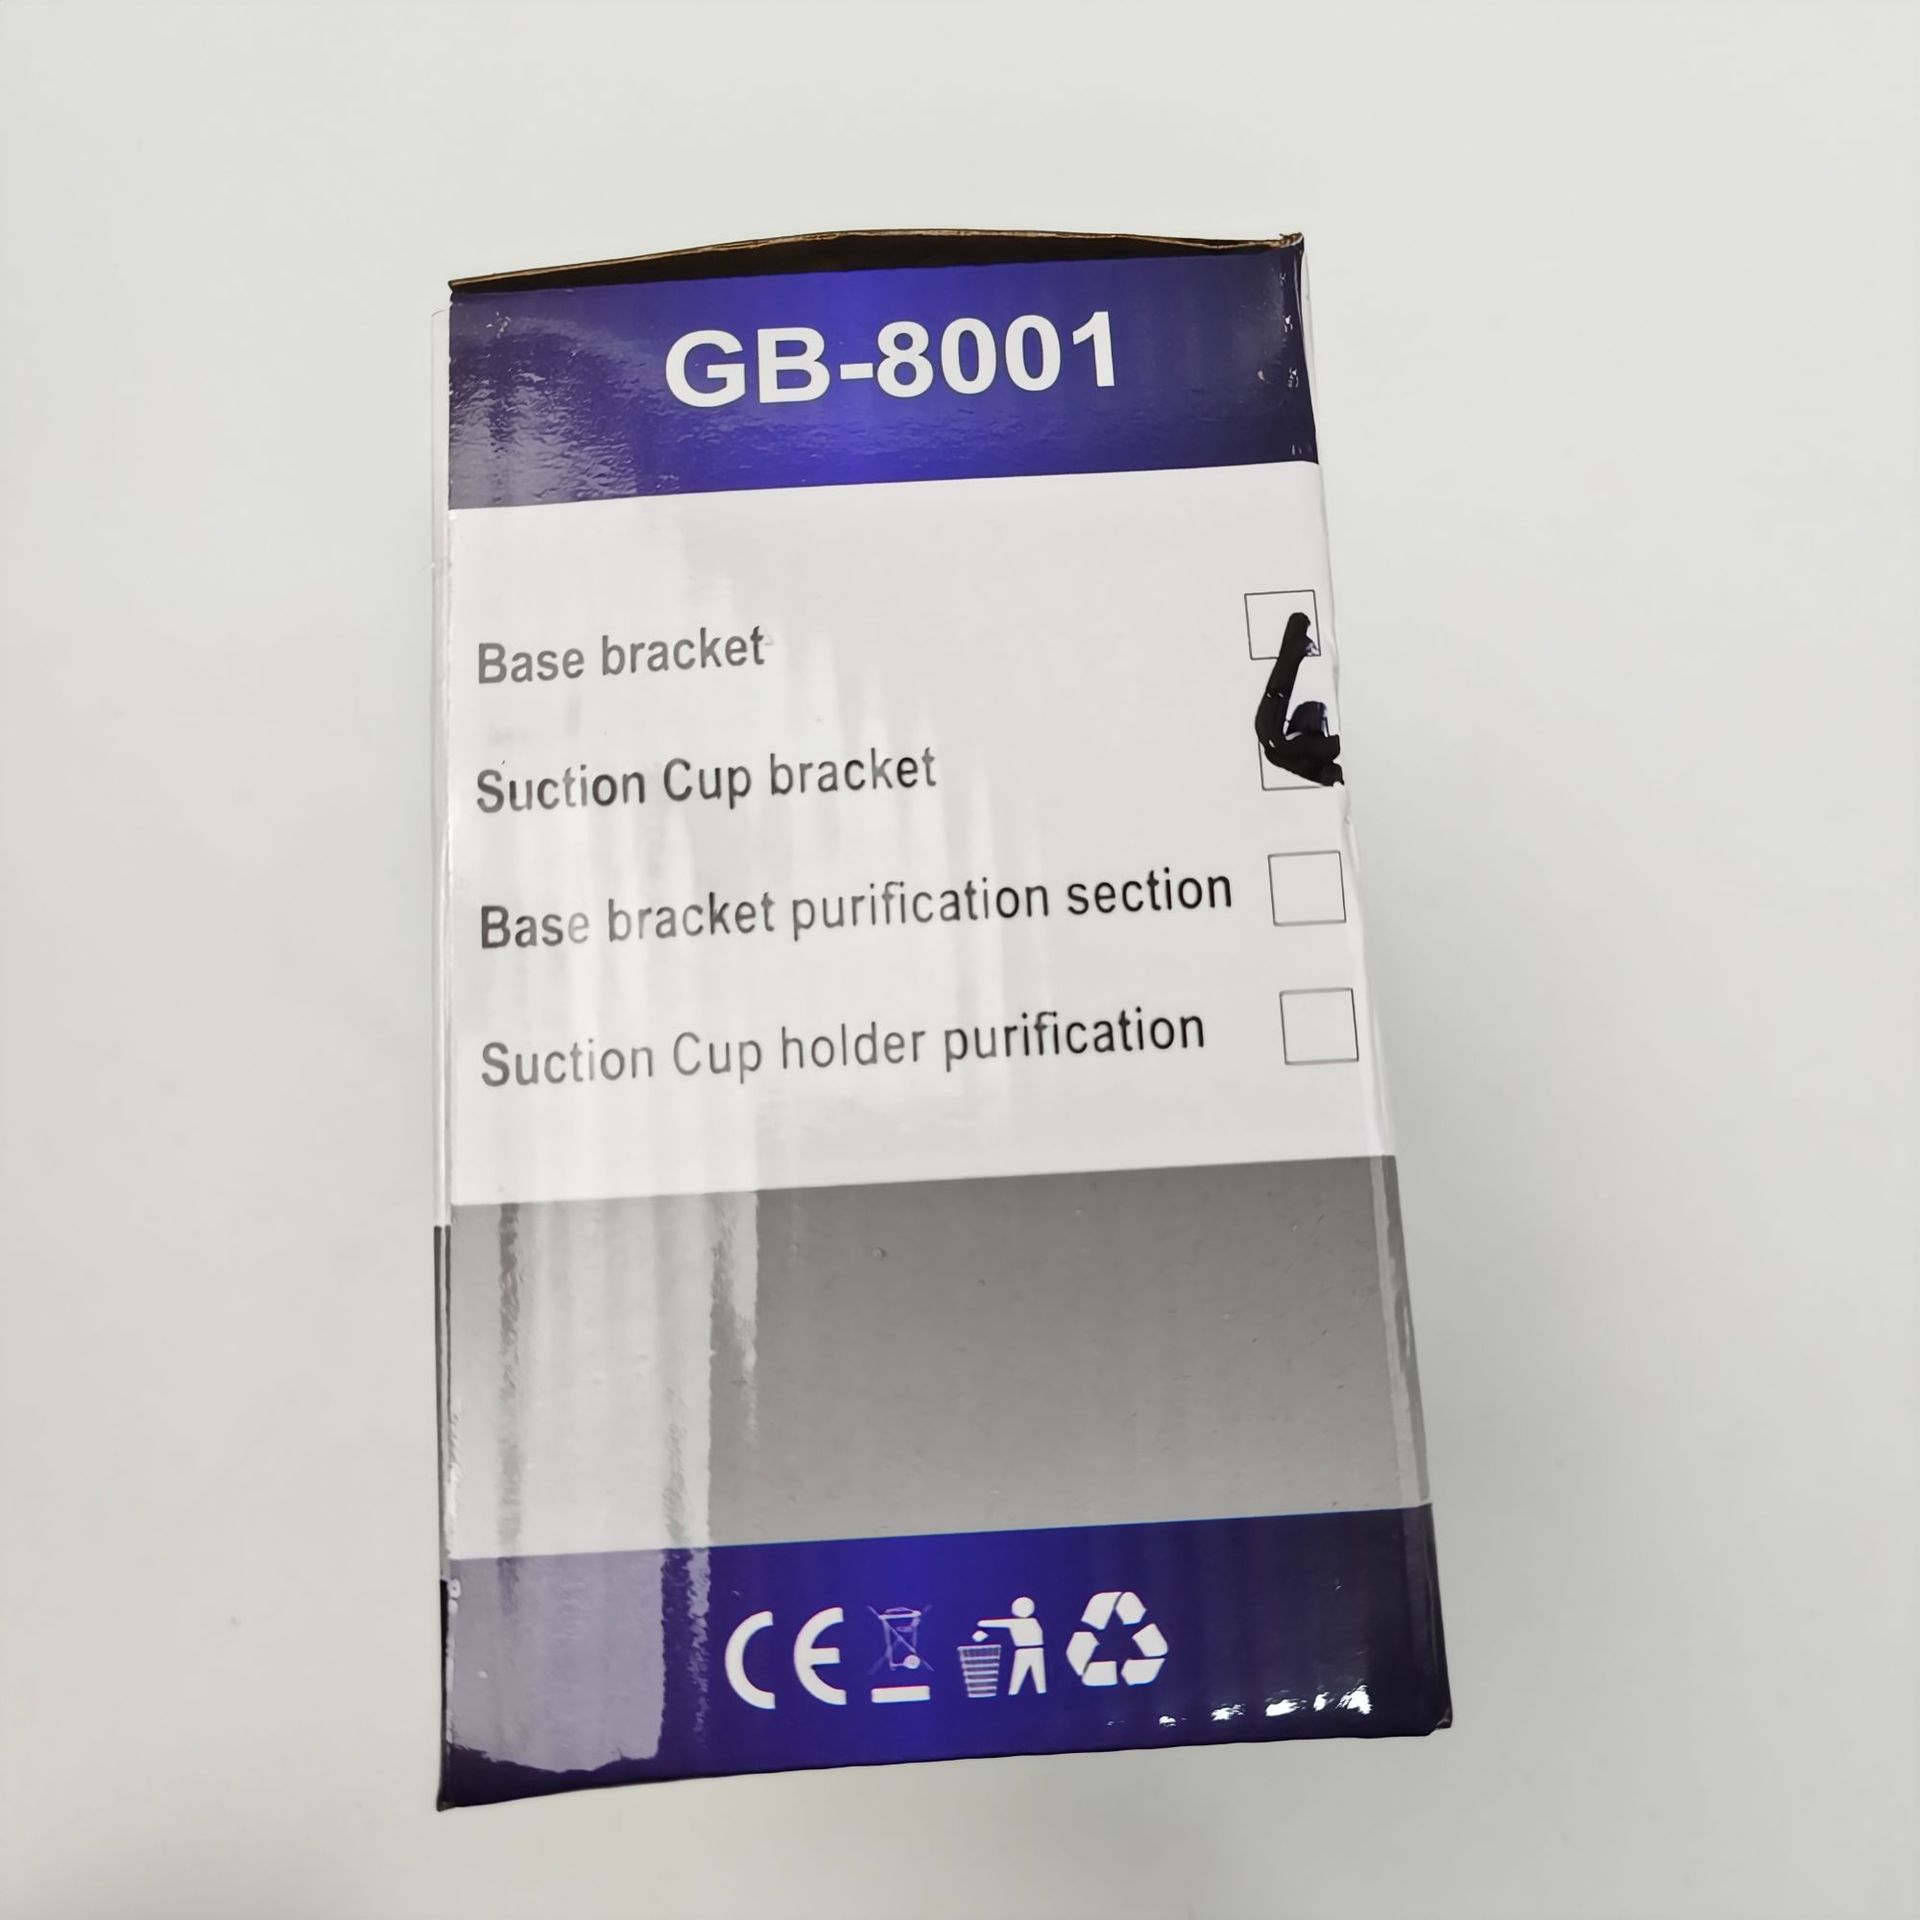 GB-8001
Base bracket
Suction Cup bracket
Base bracket purification section
Suction Cup holder purification
CE